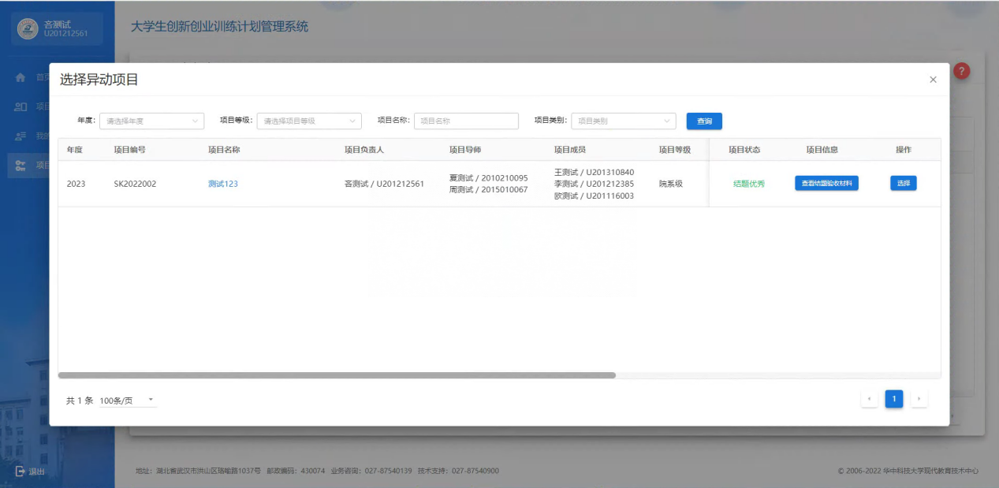 吝测试
U201212561
大学生创新创业训练计划管理系统
首页
项目
我的
项目
?
选择异动项目
×
年度: 请选择年度 项目等级: 请选择项目等级 项目名称: 项目名称 项目类别: 项目类别 查询
年度 项目编号 项目名称 项目负责人 项目导师 项目成员 项目等级 项目状态 项目信息 操作
2023 SK2022002 测试123 吝测试 / U201212561 夏测试 / 2010210095 王测试 / U201310840 院系级 结题优秀 查看结题验收材料 选择
周测试 / 2015010067 李测试 / U201212385
欧测试 / U201116003
共 1 条 100条/页 1
退出
地址: 湖北省武汉市洪山区珞喻路1037号 邮政编码: 430074 业务咨询: 027-87540139 技术支持: 027-87540900
© 2006-2022 华中科技大学现代教育技术中心